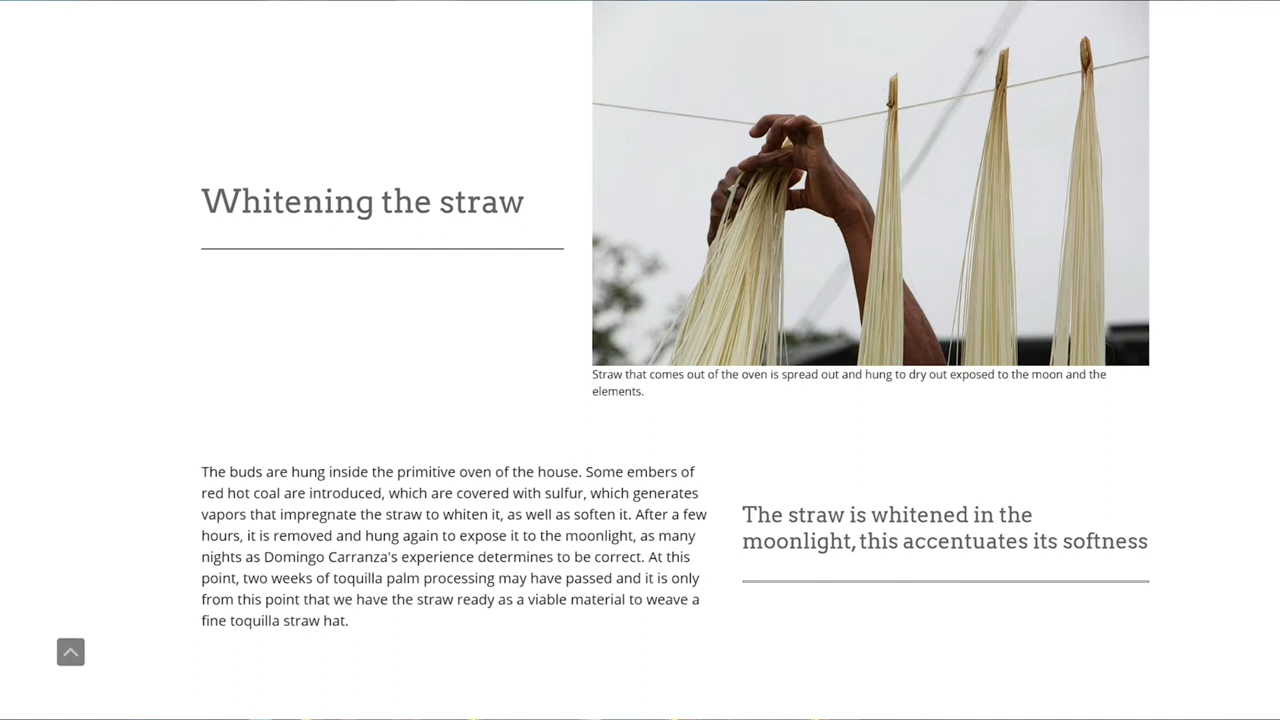 Whitening the straw
Straw that comes out of the oven is spread out and hung to dry out exposed to the moon and the
elements.
The buds are hung inside the primitive oven of the house. Some embers of
red hot coal are introduced, which are covered with sulfur, which generates
vapors that impregnate the straw to whiten it, as well as soften it. After a few
hours, it is removed and hung again to expose it to the moonlight, as many
nights as Domingo Carranza's experience determines to be correct. At this
point, two weeks of toquilla palm processing may have passed and it is only
from this point that we have the straw ready as a viable material to weave a
fine toquilla straw hat.
The straw is whitened in the
moonlight, this accentuates its softness